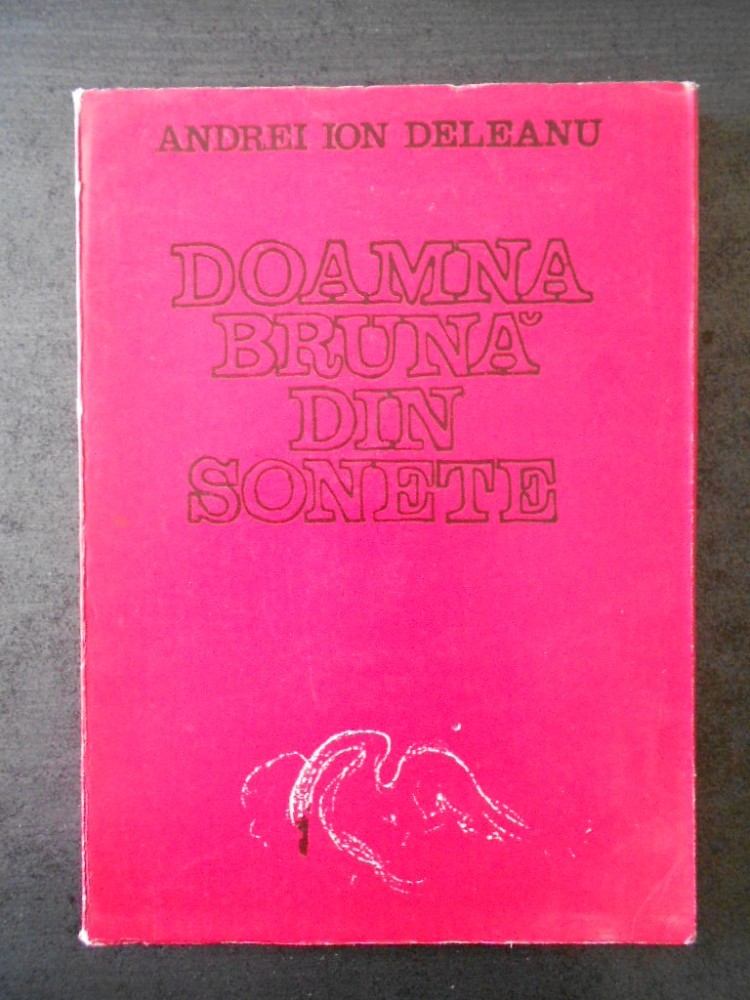 ANDREI ION DELEANU
DOAMNA
BRUNĂ
DIN
SONETE